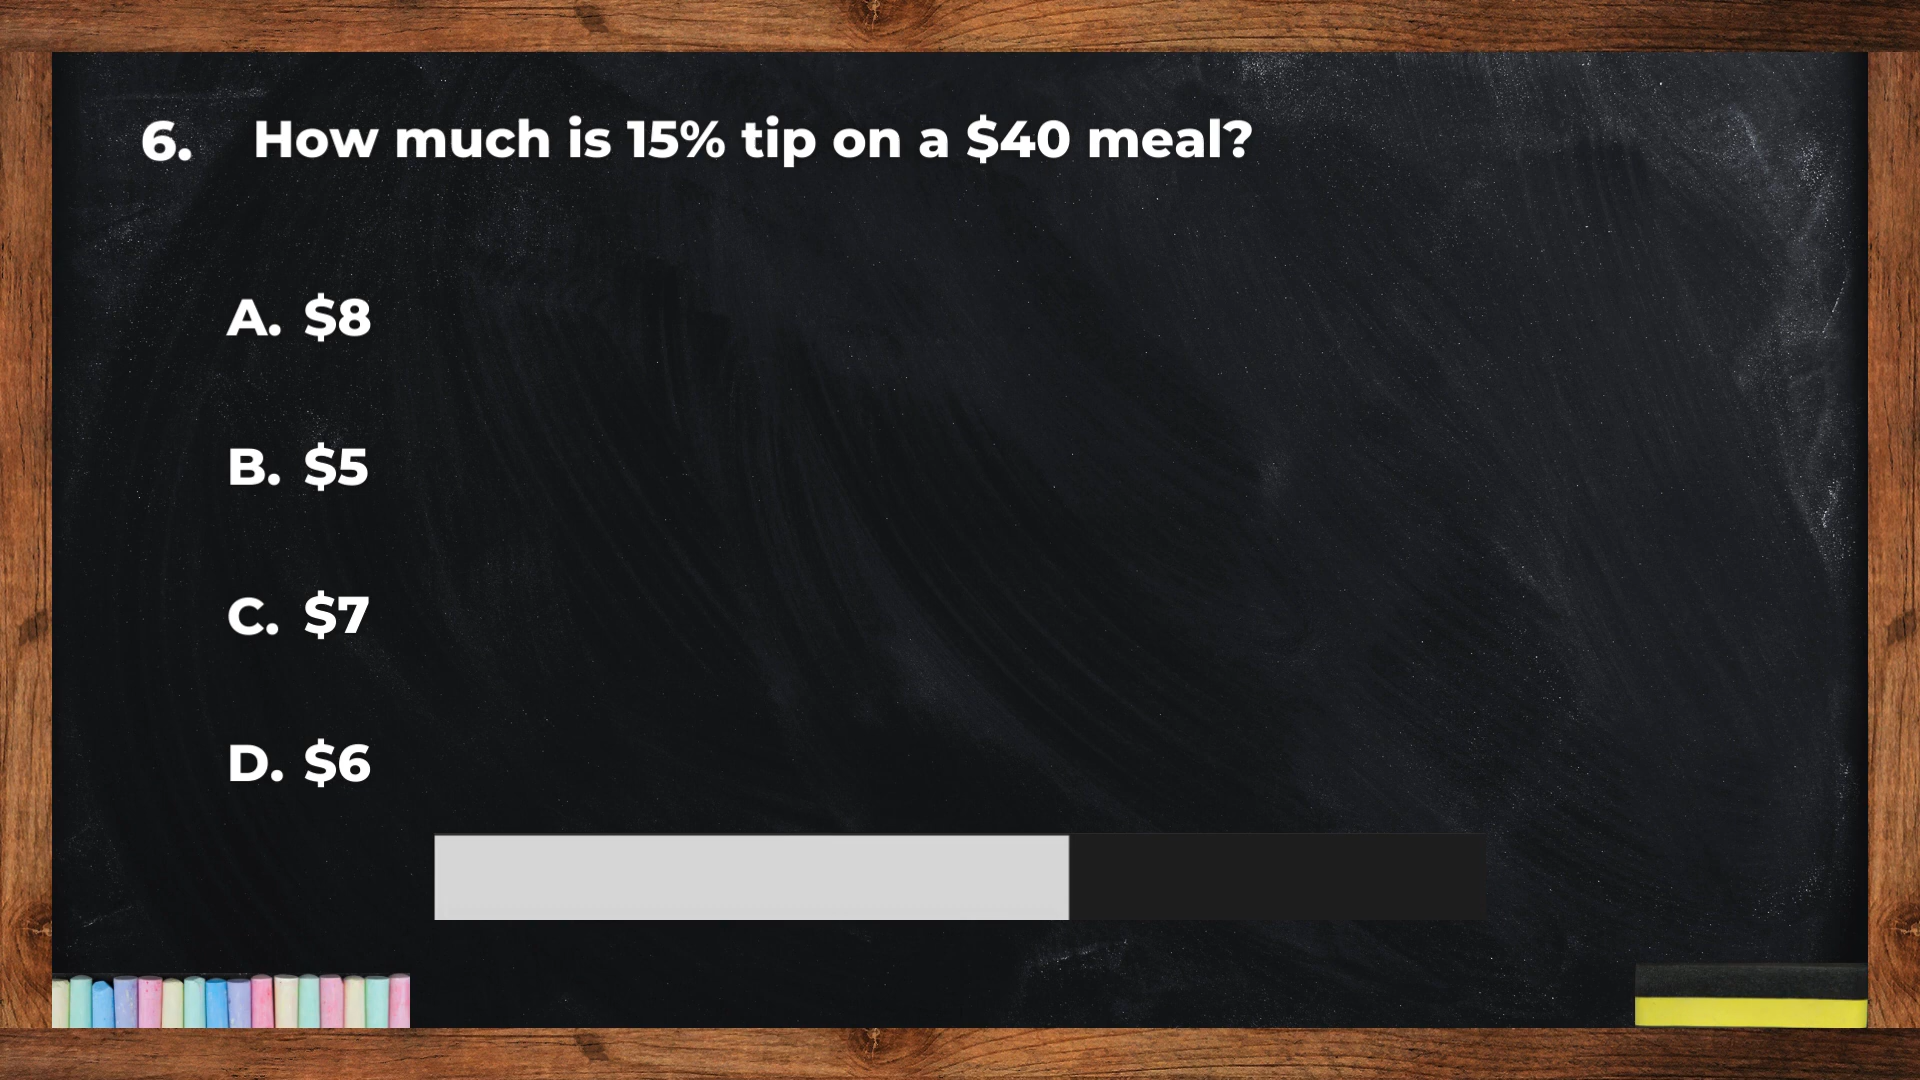 6. How much is 15% tip on a $40 meal?
A. $8
B. $5
C. $7
D. $6